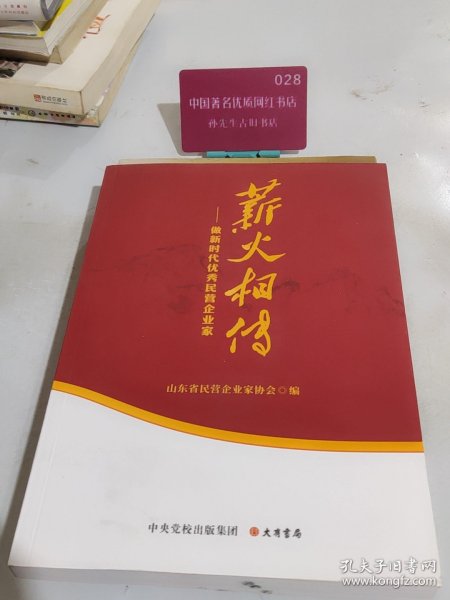 028
中国著名优质网红书店
孙先生古旧书店
薪火相传
——做新时代优秀民营企业家
山东省民营企业家协会◎编
中央党校出版集团 大有书局
孔夫子旧书网
www.kongfz.com